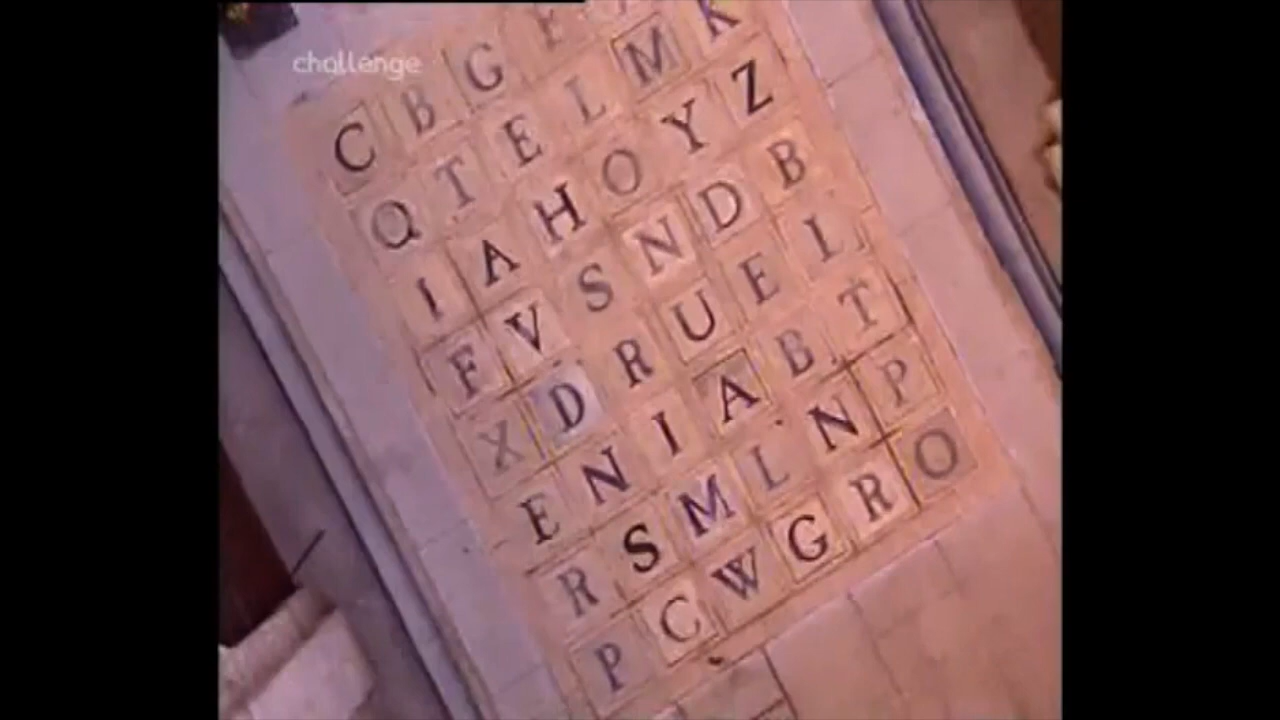 challenge
C B G
Q T E L M K
I A H O Y Z
F V S N D B
X D R U E L
E N I A B T
R S M L N P
P C W G R O